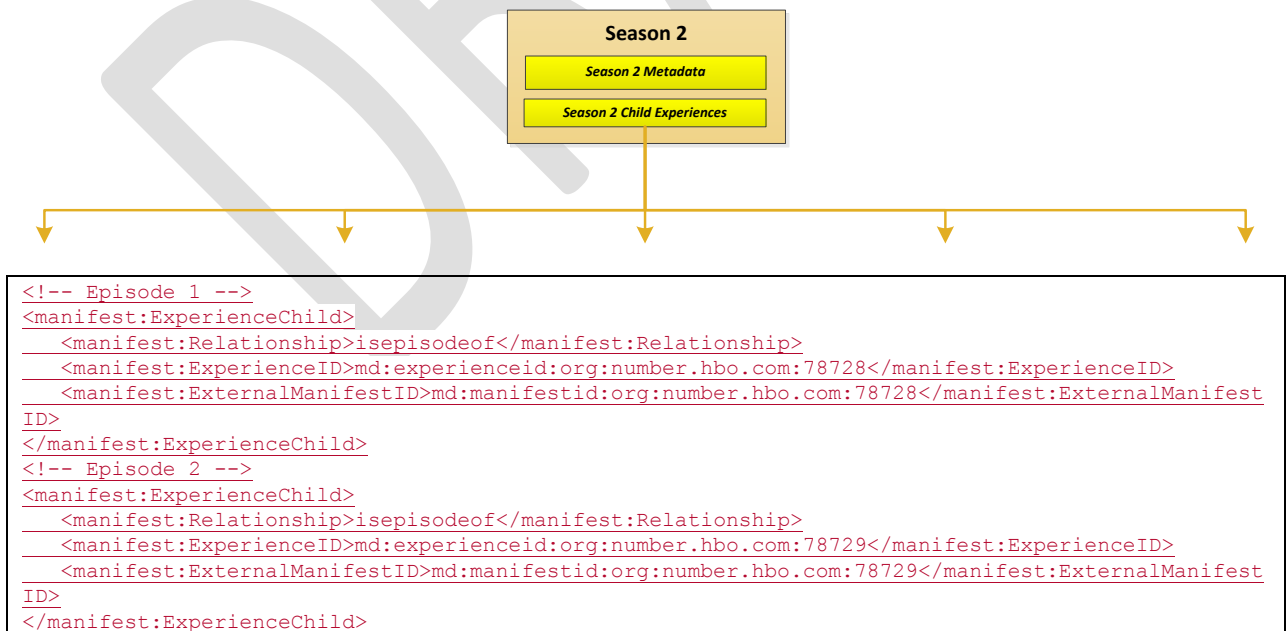 Season 2
Season 2 Metadata
Season 2 Child Experiences
<!-- Episode 1 -->
<manifest:ExperienceChild>
   <manifest:Relationship>isepisodeof</manifest:Relationship>
   <manifest:ExperienceID>md:experienceid:org:number.hbo.com:78728</manifest:ExperienceID>
   <manifest:ExternalManifestID>md:manifestid:org:number.hbo.com:78728</manifest:ExternalManifest
ID>
</manifest:ExperienceChild>
<!-- Episode 2 -->
<manifest:ExperienceChild>
   <manifest:Relationship>isepisodeof</manifest:Relationship>
   <manifest:ExperienceID>md:experienceid:org:number.hbo.com:78729</manifest:ExperienceID>
   <manifest:ExternalManifestID>md:manifestid:org:number.hbo.com:78729</manifest:ExternalManifest
ID>
</manifest:ExperienceChild>